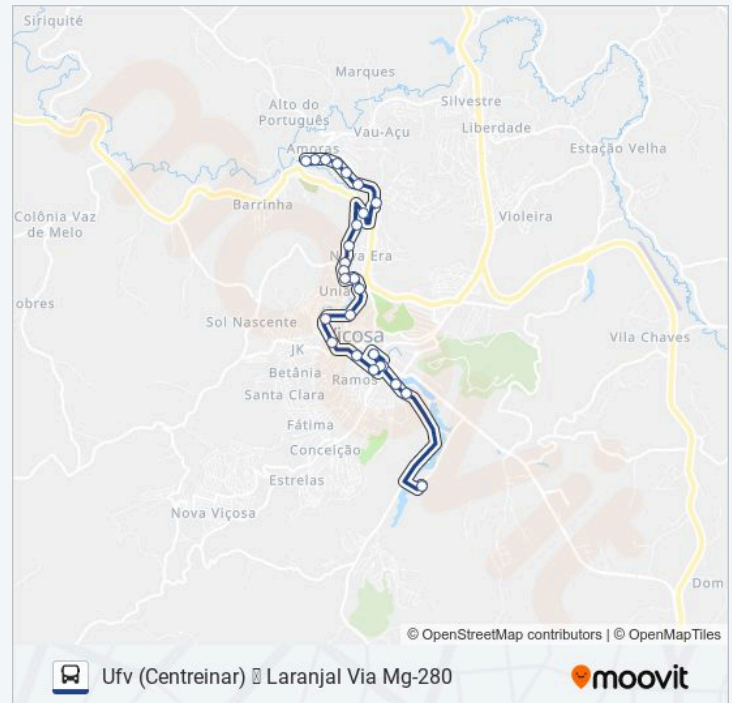 Siriquité
Marques
Alto do
Português
Silvestre
Vau-Açu
Liberdade
Amoras
Estação Velha
Barrinha
Colônia Vaz
de Melo
Violeira
Nova Era
obres
União
Sol Nascente
Viçosa
Vila Chaves
JK
Betânia
Ramos
Santa Clara
Fátima
Conceição
Estrelas
Nova Viçosa
Dom
© OpenStreetMap contributors | © OpenMapTiles
Ufv (Centreinar) Laranjal Via Mg-280
moovit